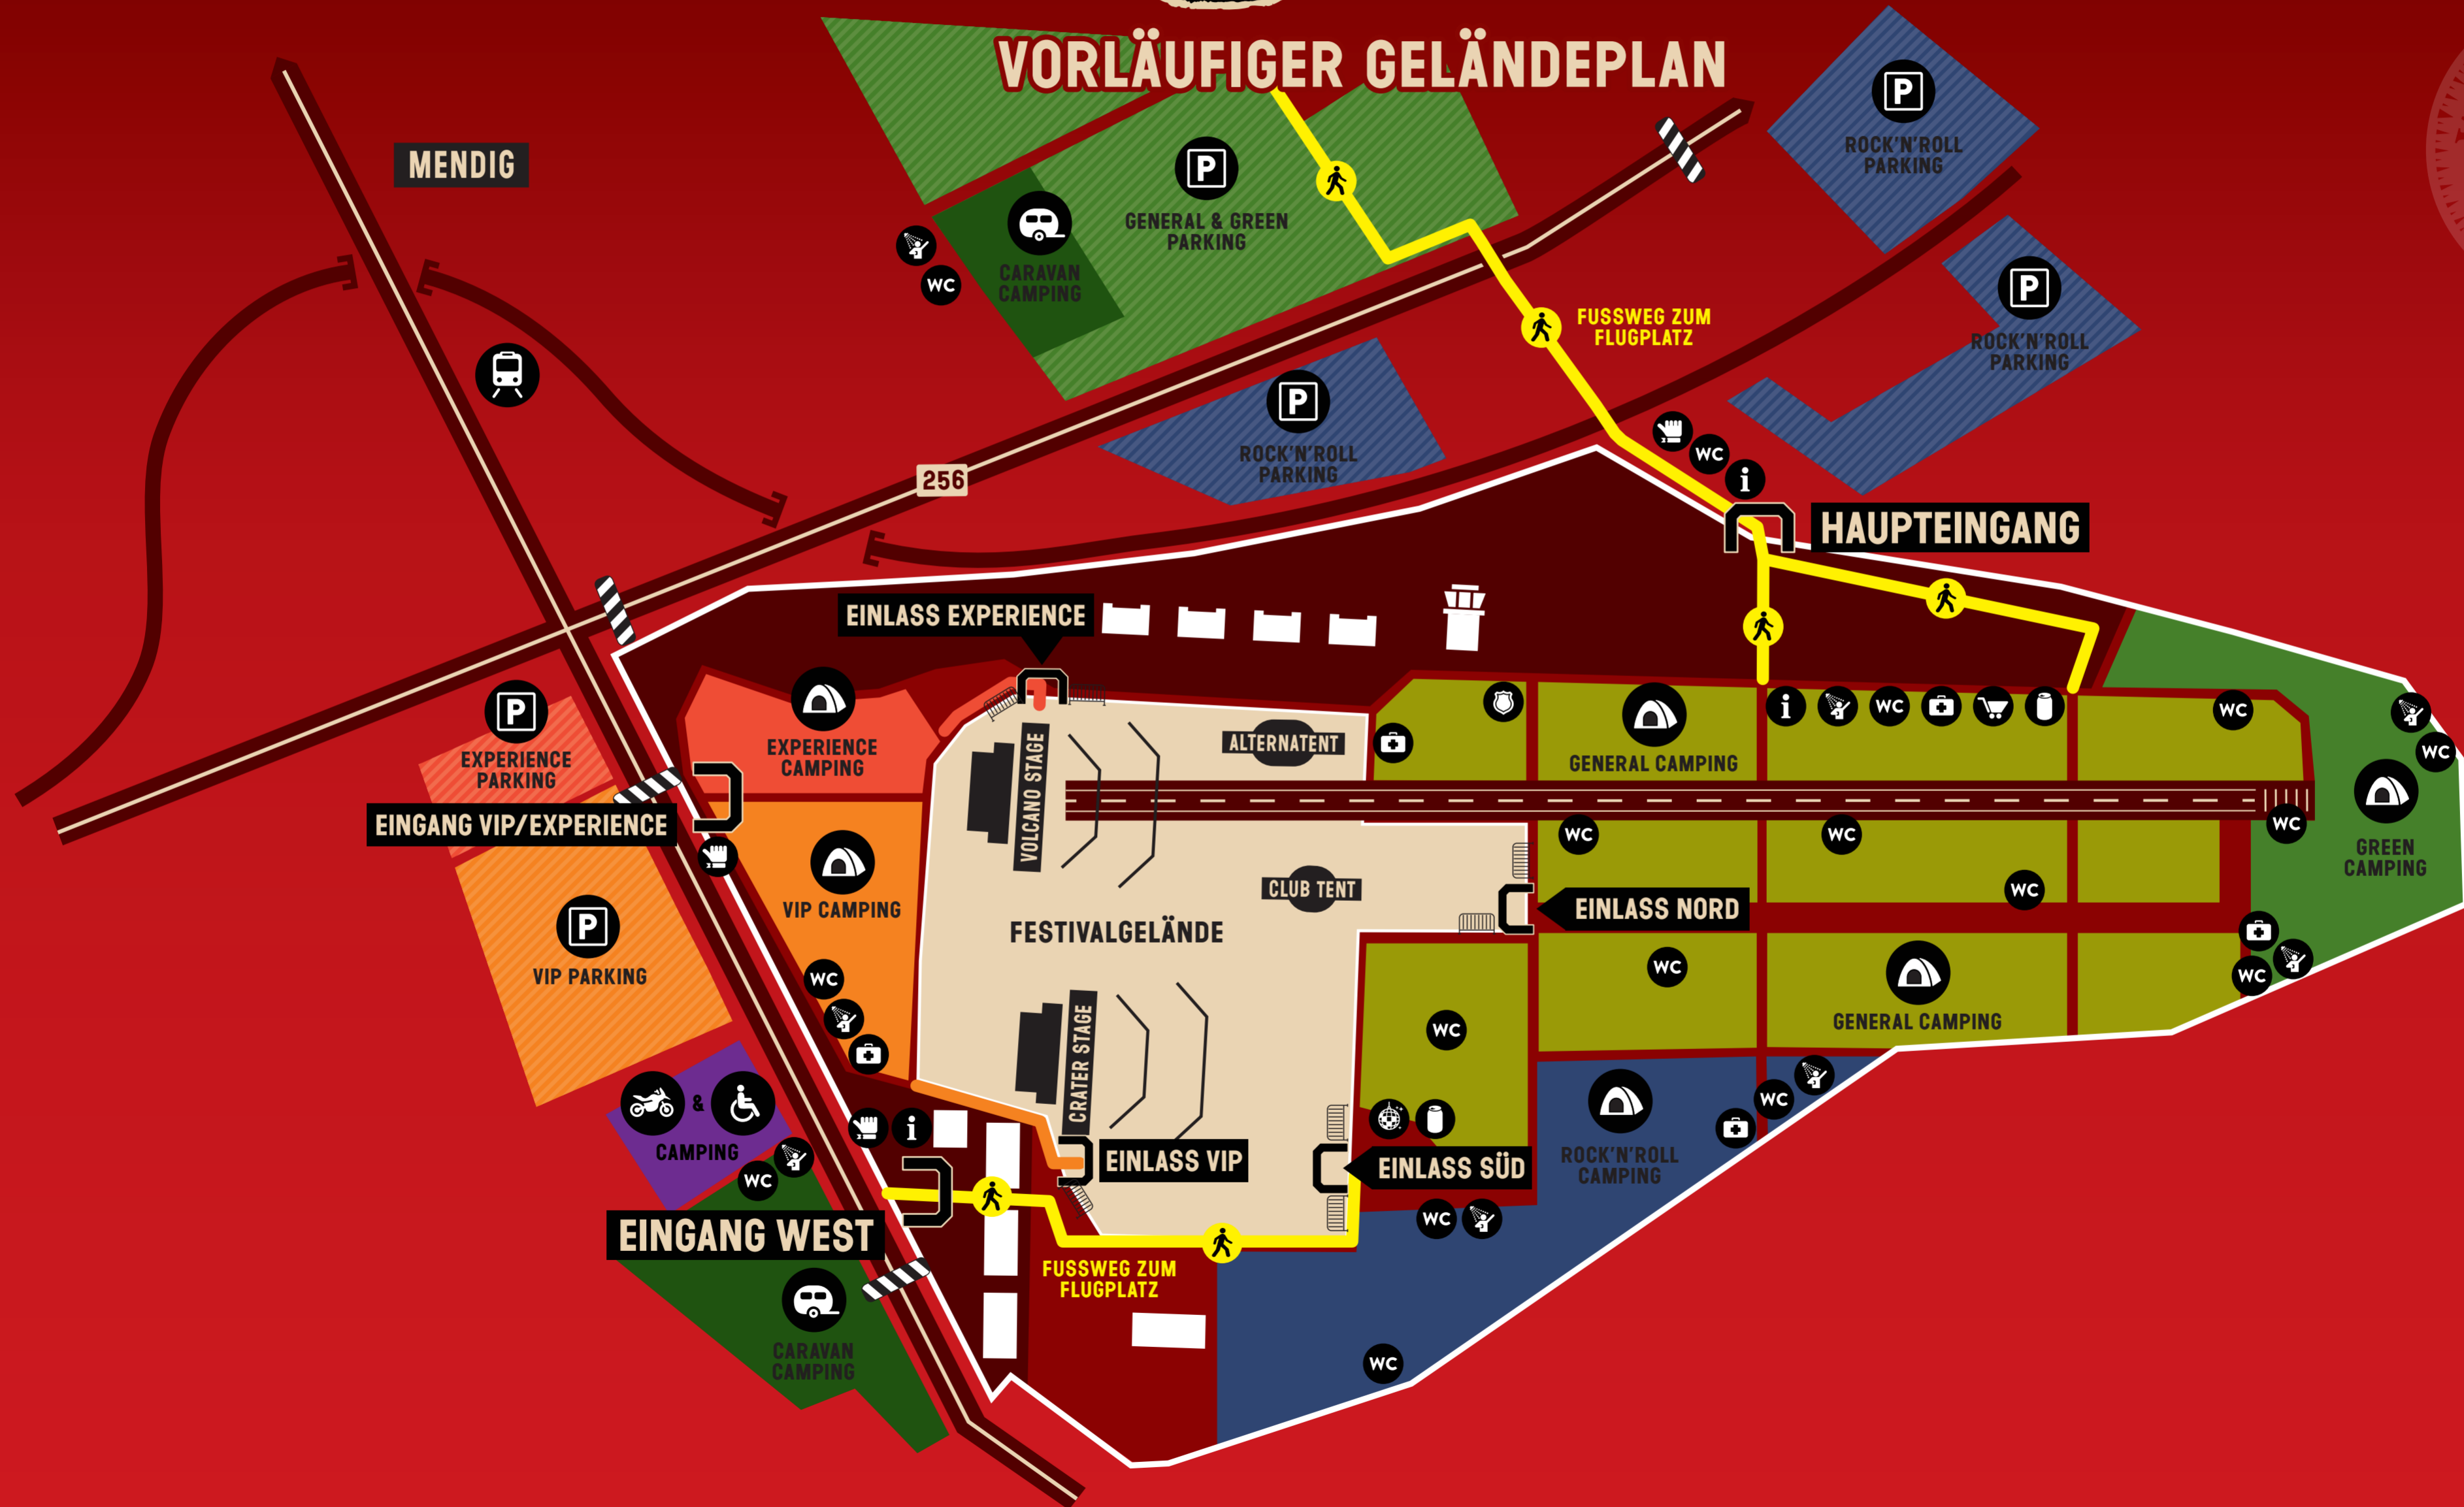 VORLÄUFIGER GELÄNDEPLAN
P
ROCK'N'ROLL
PARKING
MENDIG
P
GENERAL & GREEN
PARKING
CARAVAN
CAMPING
WC
P
ROCK'N'ROLL
PARKING
FUSSWEG ZUM
FLUGPLATZ
P
ROCK'N'ROLL
PARKING
256
WC
i
HAUPTEINGANG
EINLASS EXPERIENCE
P
EXPERIENCE
PARKING
EXPERIENCE
CAMPING
VOLCANO STAGE
ALTERNATENT
GENERAL CAMPING
i
WC
WC
WC
EINGANG VIP/EXPERIENCE
WC
WC
WC
GREEN
CAMPING
VIP CAMPING
CLUB TENT
WC
EINLASS NORD
P
VIP PARKING
FESTIVALGELÄNDE
WC
WC
WC
GENERAL CAMPING
WC
CRATER STAGE
&
CAMPING
WC
i
EINLASS VIP
EINLASS SÜD
ROCK'N'ROLL
CAMPING
WC
WC
EINGANG WEST
FUSSWEG ZUM
FLUGPLATZ
CARAVAN
CAMPING
WC